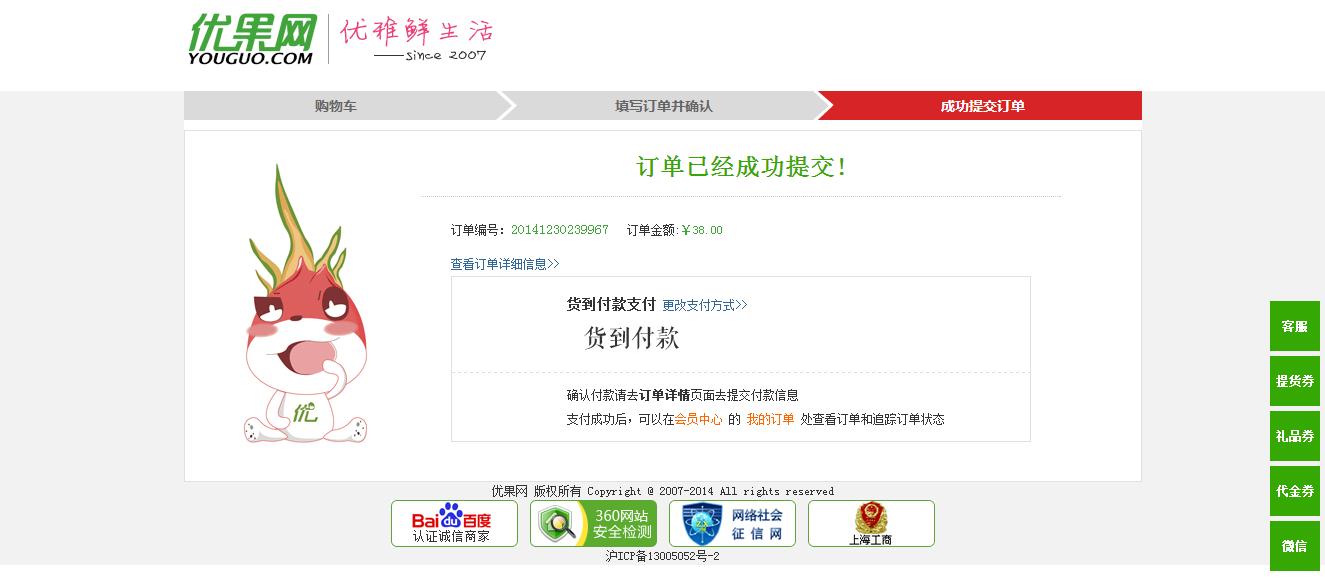 优果网
YOUGUO.COM
优雅鲜生活
——since 2007
购物车
填写订单并确认
成功提交订单
订单已经成功提交!
订单编号：20141230239967 订单金额:￥38.00
查看订单详细信息>>
货到付款支付 更改支付方式>>
货到付款
确认付款请去订单详情页面去提交付款信息
支付成功后，可以在会员中心 的 我的订单 处查看订单和追踪订单状态
优
客服
提货券
礼品券
代金券
微信
优果网 版权所有 Copyright @ 2007-2014 All rights reserved
Baidu百度
认证诚信商家
360网站
安全检测
网络社会
征信网
上海工商
沪ICP备13005052号-2